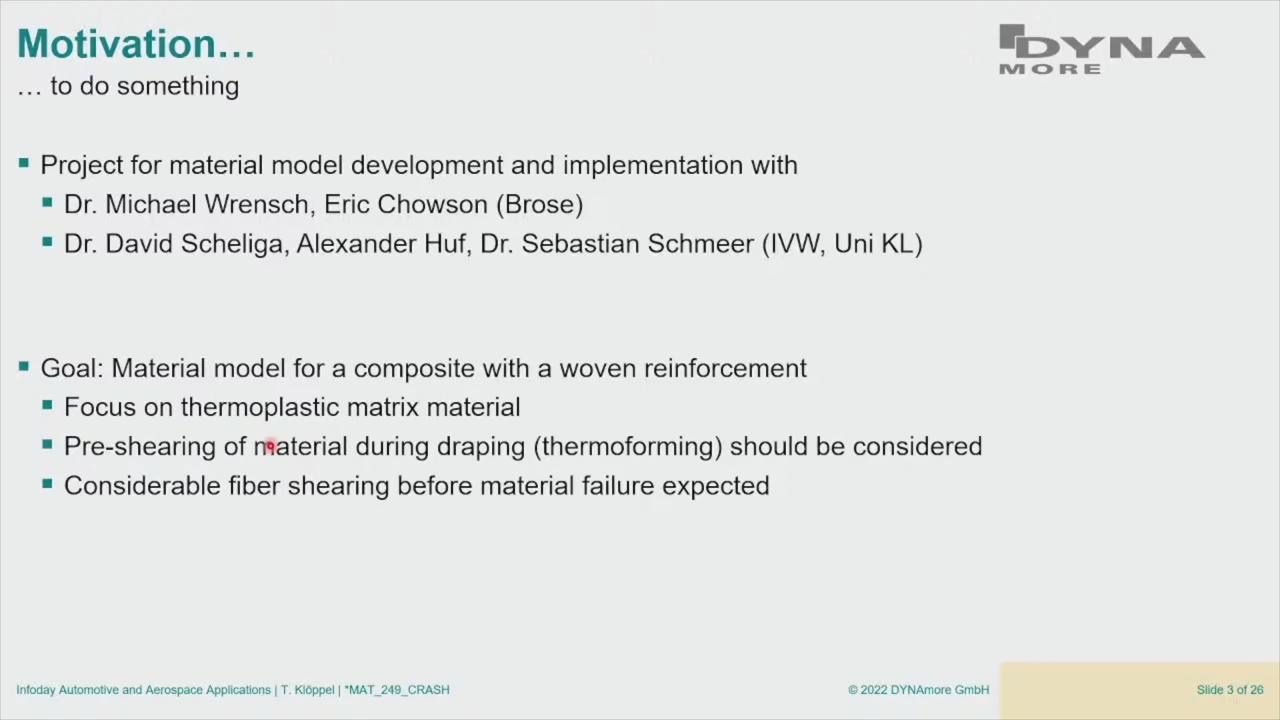 Motivation…
… to do something
DYNA
MORE
Project for material model development and implementation with
Dr. Michael Wrensch, Eric Chowson (Brose)
Dr. David Scheliga, Alexander Huf, Dr. Sebastian Schmeer (IVW, Uni KL)
Goal: Material model for a composite with a woven reinforcement
Focus on thermoplastic matrix material
Pre-shearing of material during draping (thermoforming) should be considered
Considerable fiber shearing before material failure expected
Infoday Automotive and Aerospace Applications | T. Klöppel | *MAT_249_CRASH
© 2022 DYNAmore GmbH
Slide 3 of 26